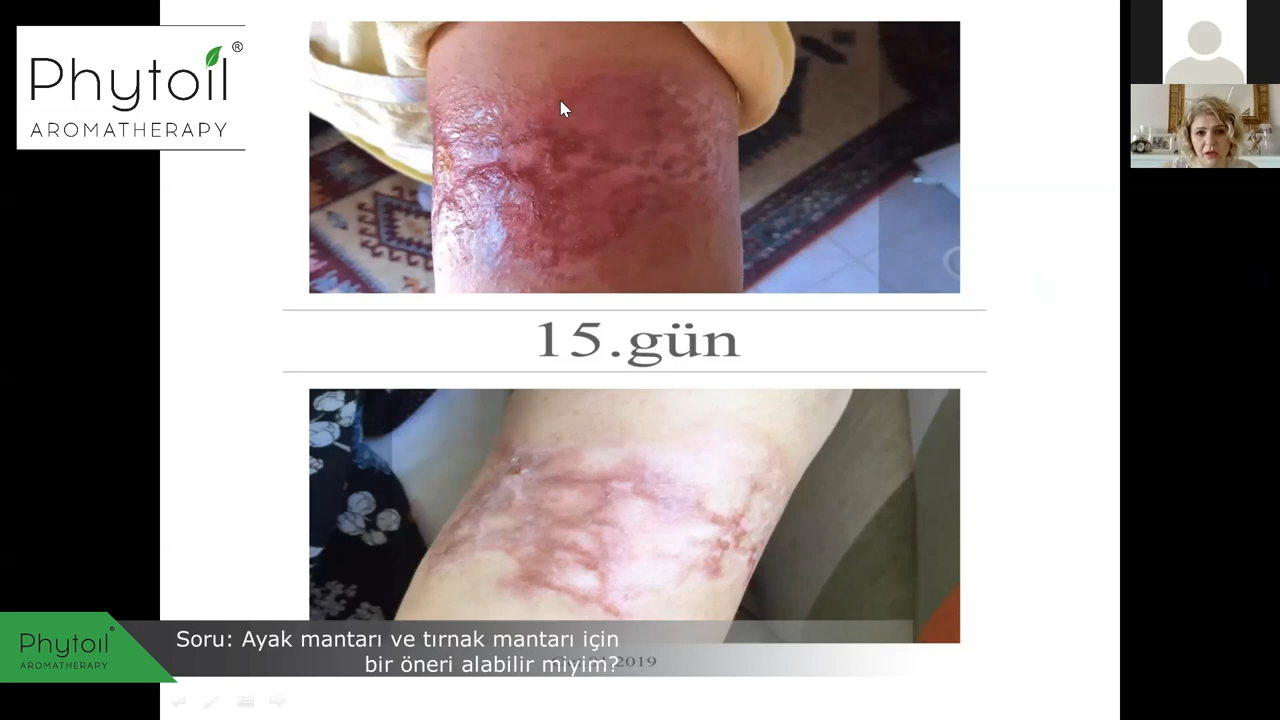 Phytoil®
AROMATHERAPY
15.gün
Phytoil®
AROMATHERAPY
Soru: Ayak mantarı ve tırnak mantarı için
bir öneri alabilir miyim?
2019